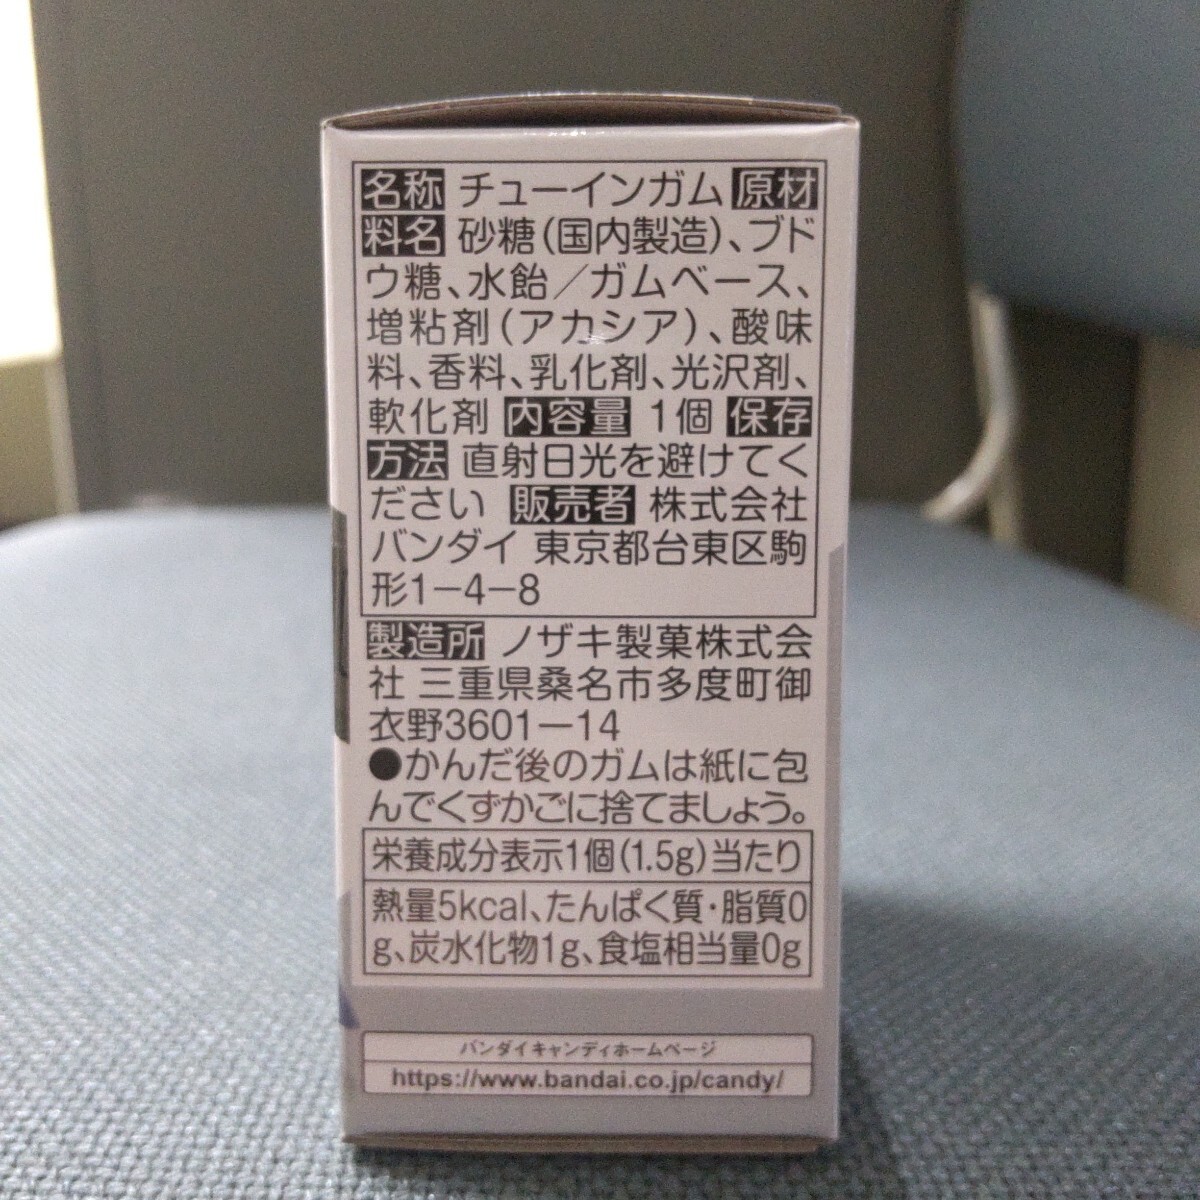 名称 チューインガム 原材
料名 砂糖(国内製造)、ブド
ウ糖、水飴/ガムベース、
増粘剤(アカシア)、酸味
料、香料、乳化剤、光沢剤、
軟化剤 内容量 1個 保存
方法 直射日光を避けてく
ださい 販売者 株式会社
バンダイ 東京都台東区駒
形1-4-8
製造所 ノザキ製菓株式会
社 三重県桑名市多度町御
衣野3601-14
●かんだ後のガムは紙に包
んでくずかごに捨てましょう。
栄養成分表示1個(1.5g)当たり
熱量5kcal、たんぱく質・脂質0
g、炭水化物1g、食塩相当量0g
バンダイキャンディホームページ
https://www.bandai.co.jp/candy/